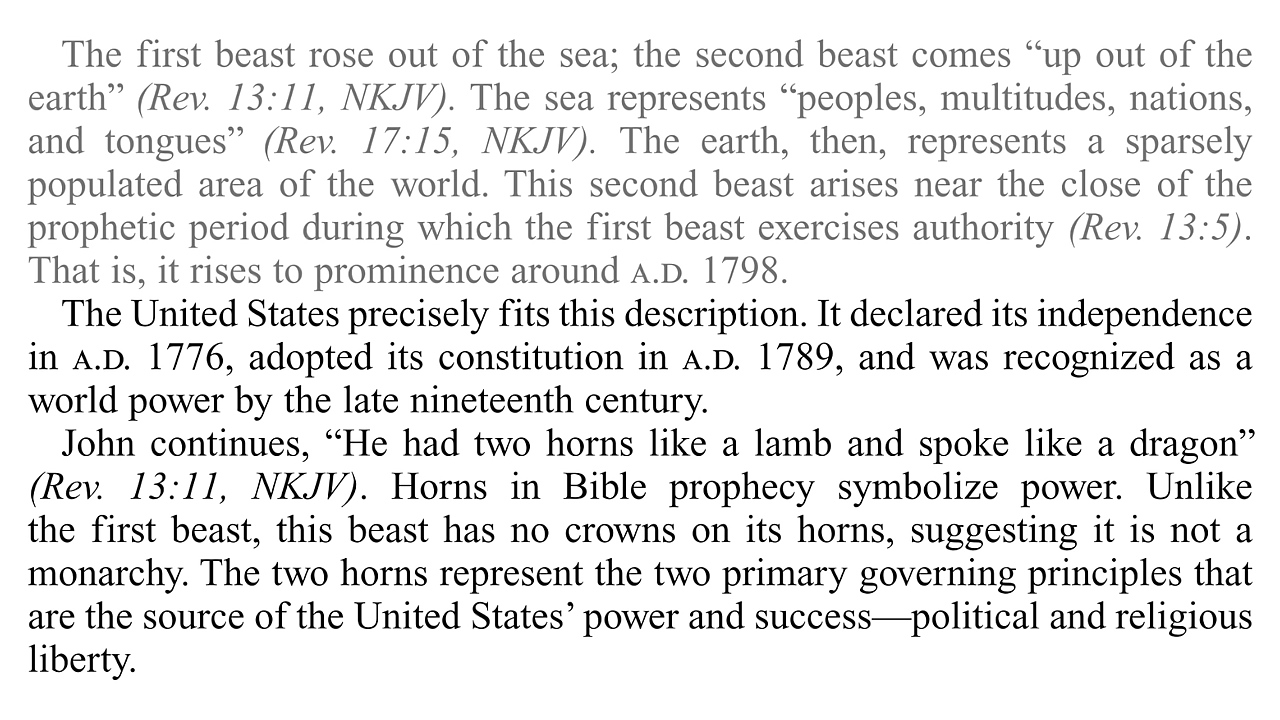 The first beast rose out of the sea; the second beast comes “up out of the
earth” (Rev. 13:11, NKJV). The sea represents “peoples, multitudes, nations,
and tongues” (Rev. 17:15, NKJV). The earth, then, represents a sparsely
populated area of the world. This second beast arises near the close of the
prophetic period during which the first beast exercises authority (Rev. 13:5).
That is, it rises to prominence around A.D. 1798.
The United States precisely fits this description. It declared its independence
in A.D. 1776, adopted its constitution in A.D. 1789, and was recognized as a
world power by the late nineteenth century.
John continues, “He had two horns like a lamb and spoke like a dragon”
(Rev. 13:11, NKJV). Horns in Bible prophecy symbolize power. Unlike
the first beast, this beast has no crowns on its horns, suggesting it is not a
monarchy. The two horns represent the two primary governing principles that
are the source of the United States’ power and success—political and religious
liberty.